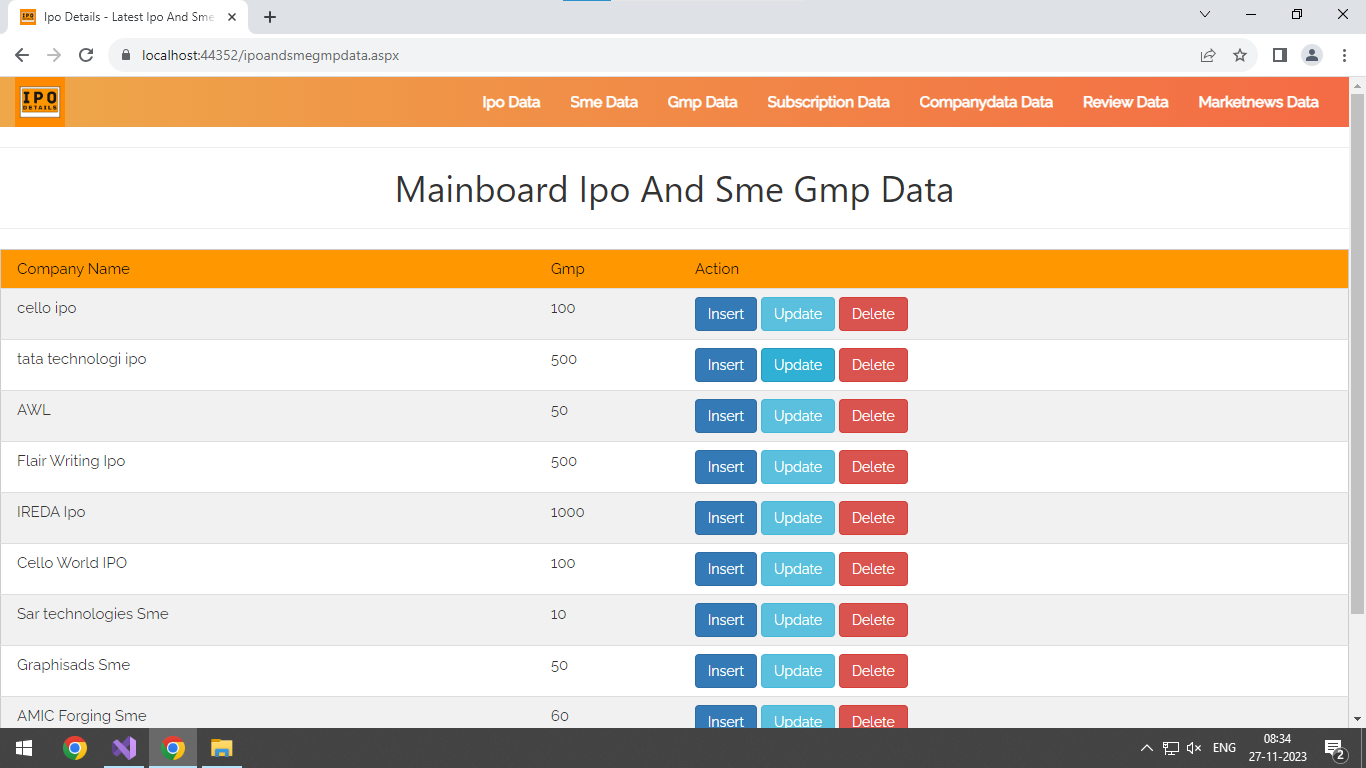 Ipo Details - Latest Ipo And Sme
localhost:44352/ipoandsmegmpdata.aspx
IPO
DETAILS
Ipo Data Sme Data Gmp Data Subscription Data Companydata Data Review Data Marketnews Data
Mainboard Ipo And Sme Gmp Data
Company Name Gmp Action
cello ipo 100 Insert Update Delete
tata technologi ipo 500 Insert Update Delete
AWL 50 Insert Update Delete
Flair Writing Ipo 500 Insert Update Delete
IREDA Ipo 1000 Insert Update Delete
Cello World IPO 100 Insert Update Delete
Sar technologies Sme 10 Insert Update Delete
Graphisads Sme 50 Insert Update Delete
AMIC Forging Sme 60 Insert Update Delete
ENG 08:34
27-11-2023 2